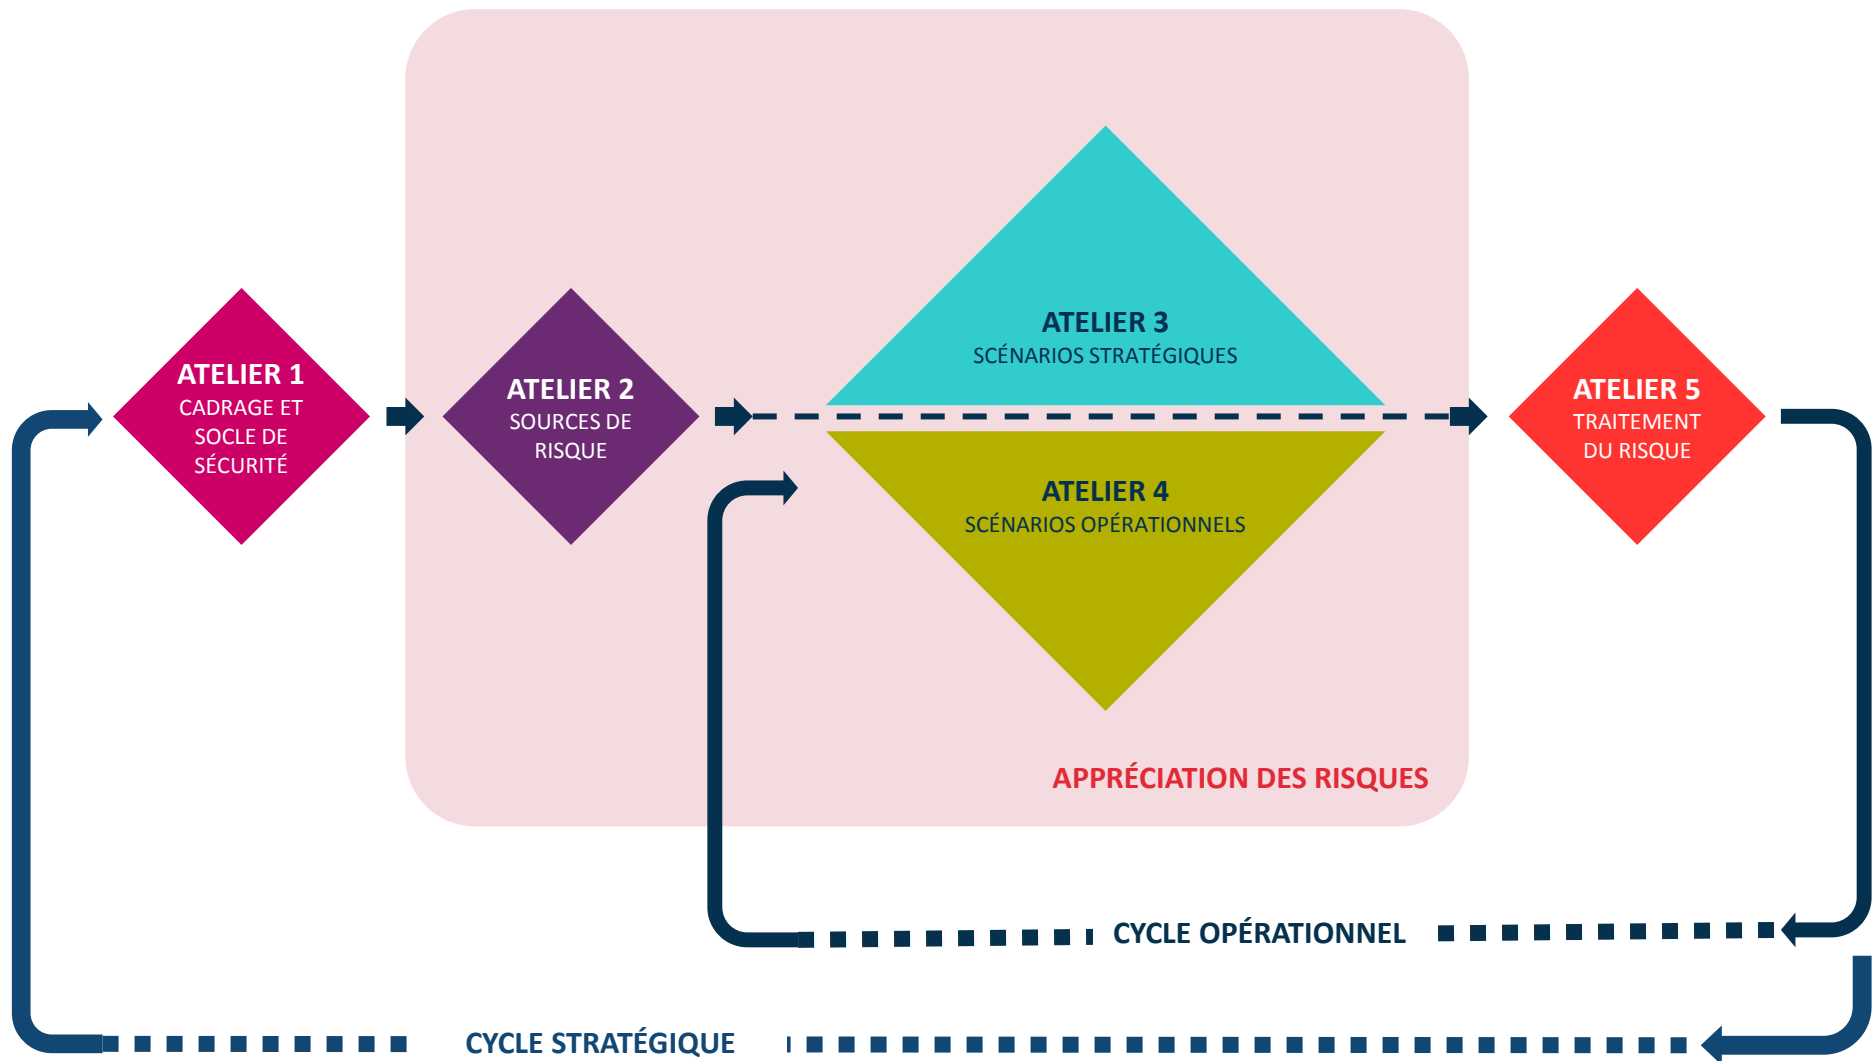 ATELIER 1
CADRAGE ET
SOCLE DE
SÉCURITÉ
ATELIER 2
SOURCES DE
RISQUE
ATELIER 3
SCÉNARIOS STRATÉGIQUES
ATELIER 4
SCÉNARIOS OPÉRATIONNELS
ATELIER 5
TRAITEMENT
DU RISQUE
APPRÉCIATION DES RISQUES
CYCLE OPÉRATIONNEL
CYCLE STRATÉGIQUE